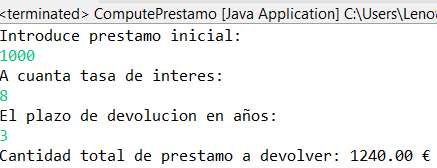 <terminated> ComputePrestamo [Java Application] C:\Users\Leno
Introduce prestamo inicial:
1000
A cuanta tasa de interes:
8
El plazo de devolucion en años:
3
Cantidad total de prestamo a devolver: 1240.00 €